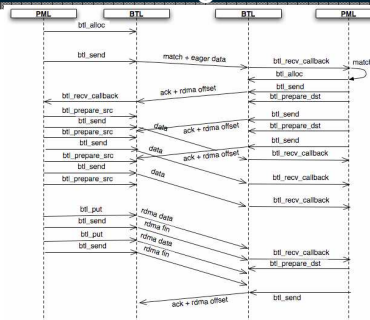 PML BTL BTL PML
btl_alloc
btl_send
match + eager data
btl_recv_callback
match
btl_alloc
btl_send
ack + rdma offset
btl_recv_callback
btl_prepare_dst
btl_prepare_src
btl_send
data
ack + rdma offset
btl_send
btl_prepare_src
btl_prepare_dst
btl_send
data
ack + rdma offset
btl_send
btl_prepare_src
btl_recv_callback
btl_send
data
btl_prepare_src
btl_recv_callback
btl_recv_callback
btl_put
rdma data
btl_send
rdma fin
btl_put
rdma data
btl_send
rdma fin
btl_recv_callback
btl_prepare_dst
ack + rdma offset
btl_send